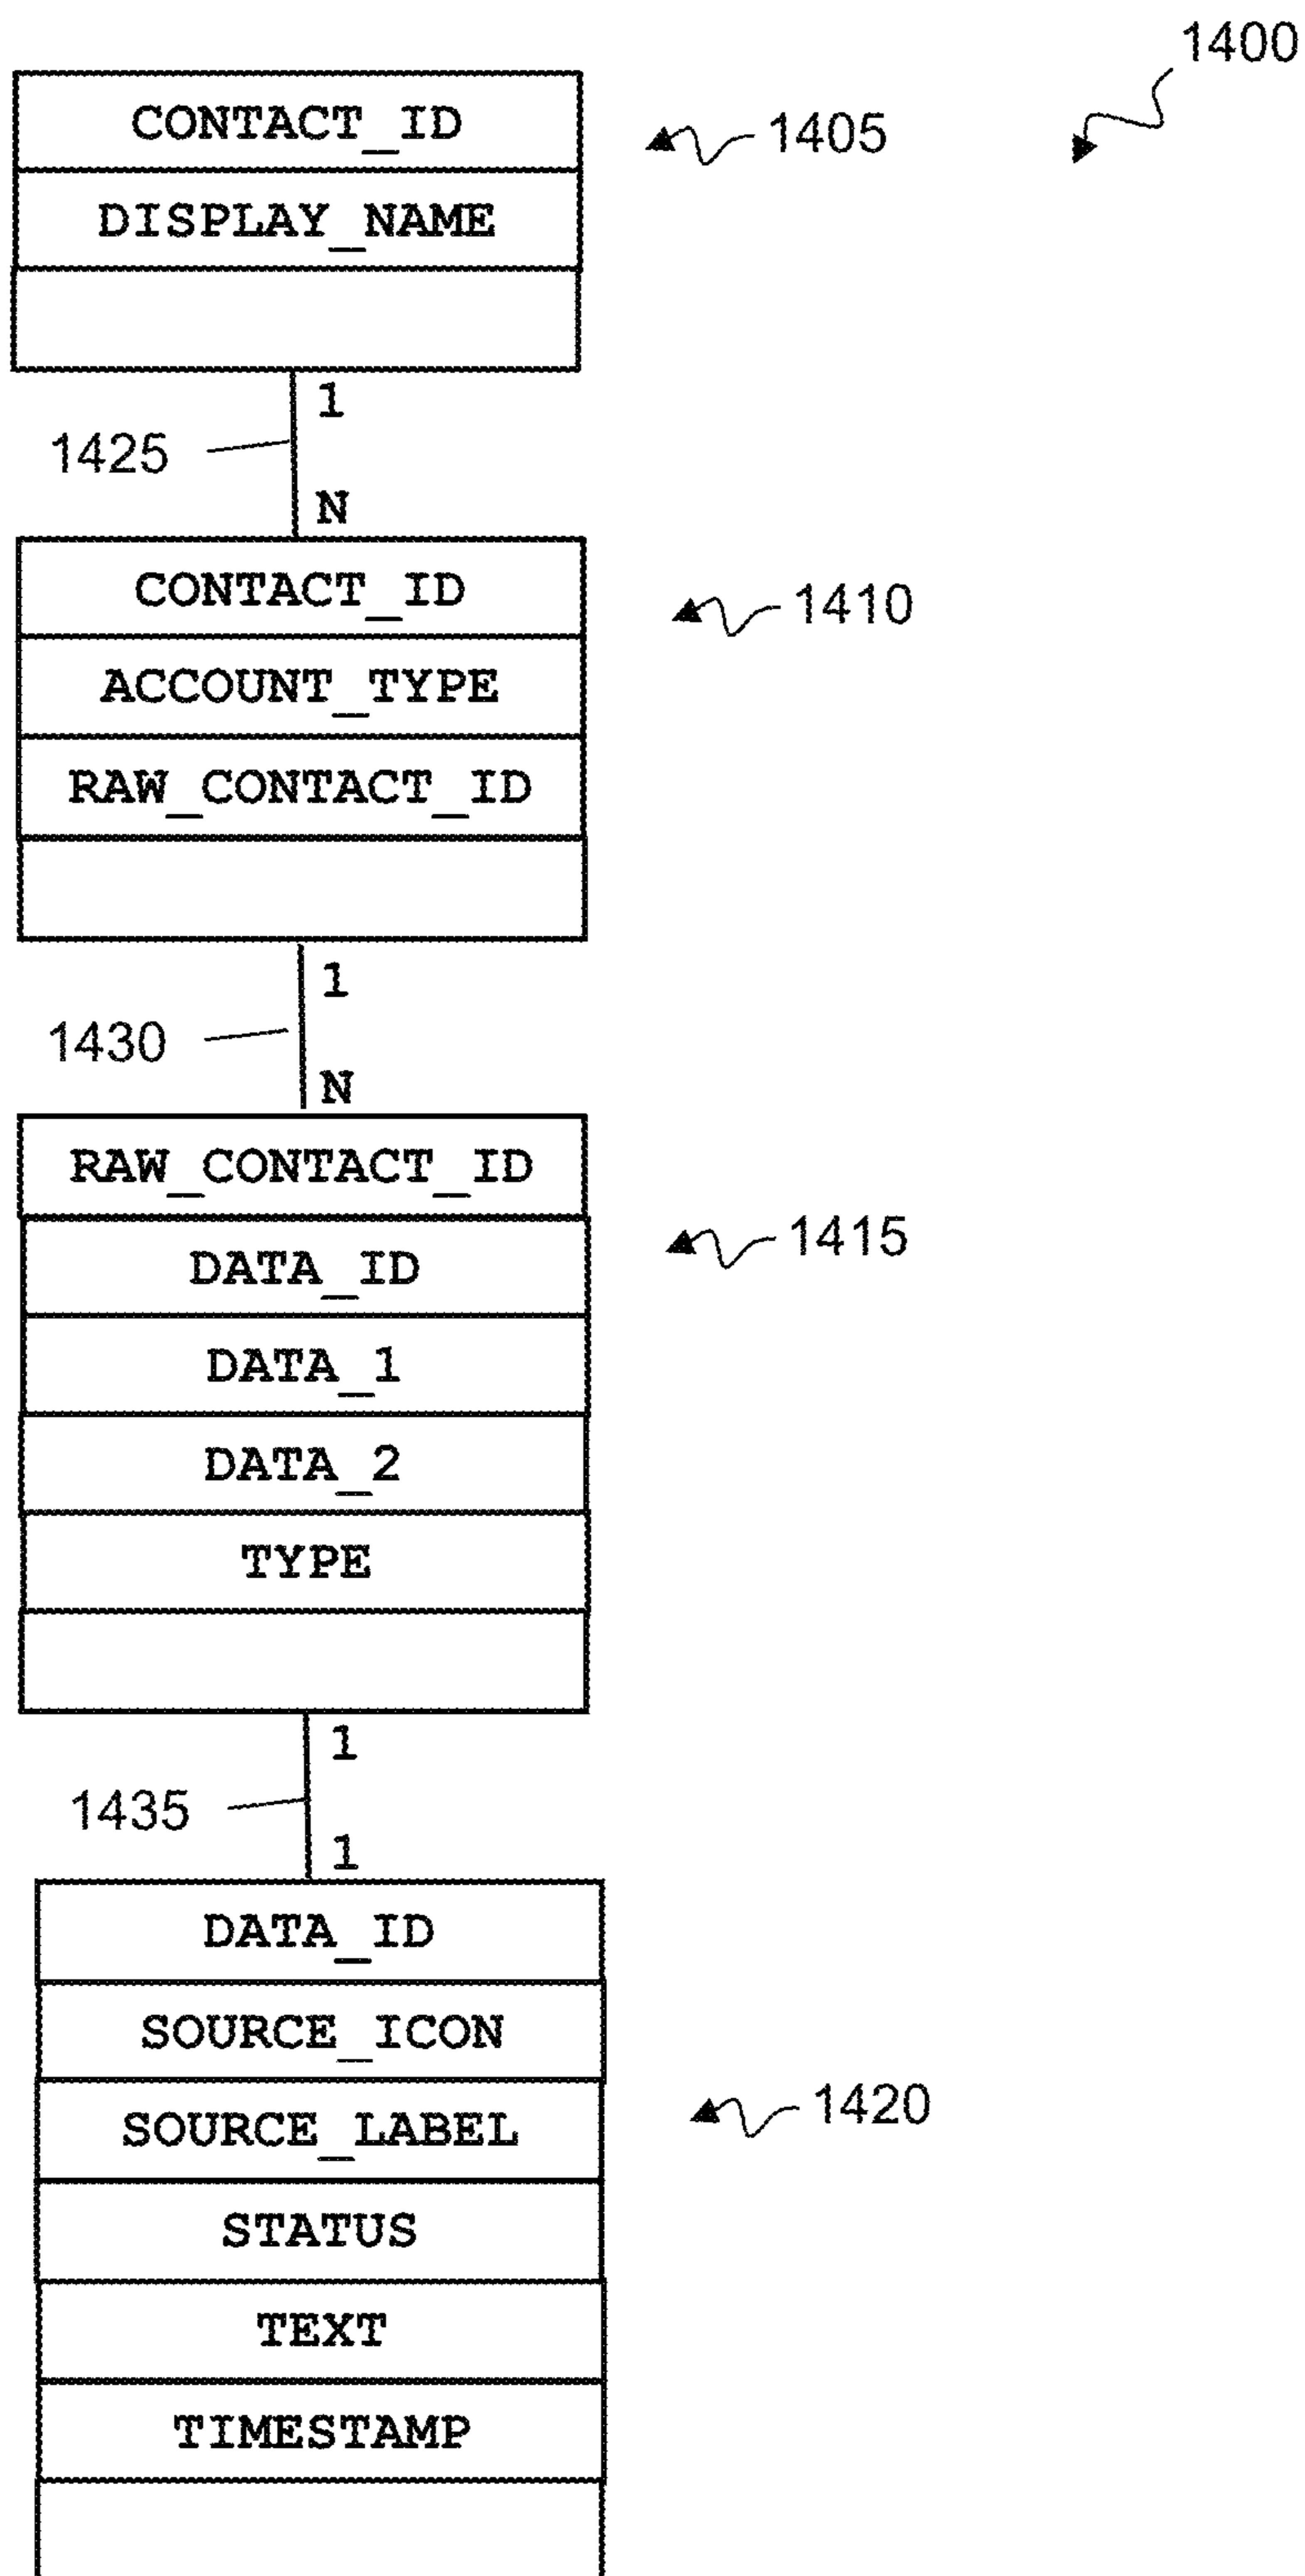 1400
CONTACT_ID
1405
DISPLAY_NAME
1
1425
N
CONTACT_ID
1410
ACCOUNT_TYPE
RAW_CONTACT_ID
1
1430
N
RAW_CONTACT_ID
1415
DATA_ID
DATA_1
DATA_2
TYPE
1
1435
1
DATA_ID
SOURCE_ICON
SOURCE_LABEL
1420
STATUS
TEXT
TIMESTAMP